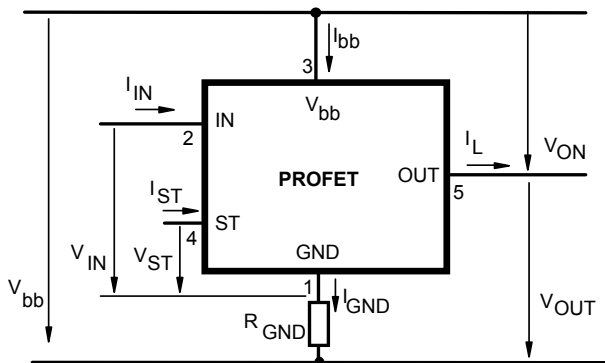 I_bb
3
I_IN
V_bb
IN
2
I_L
V_ON
PROFET
OUT
5
I_ST
ST
4
V_IN
V_ST
GND
V_bb
1
I_GND
V_OUT
R_GND